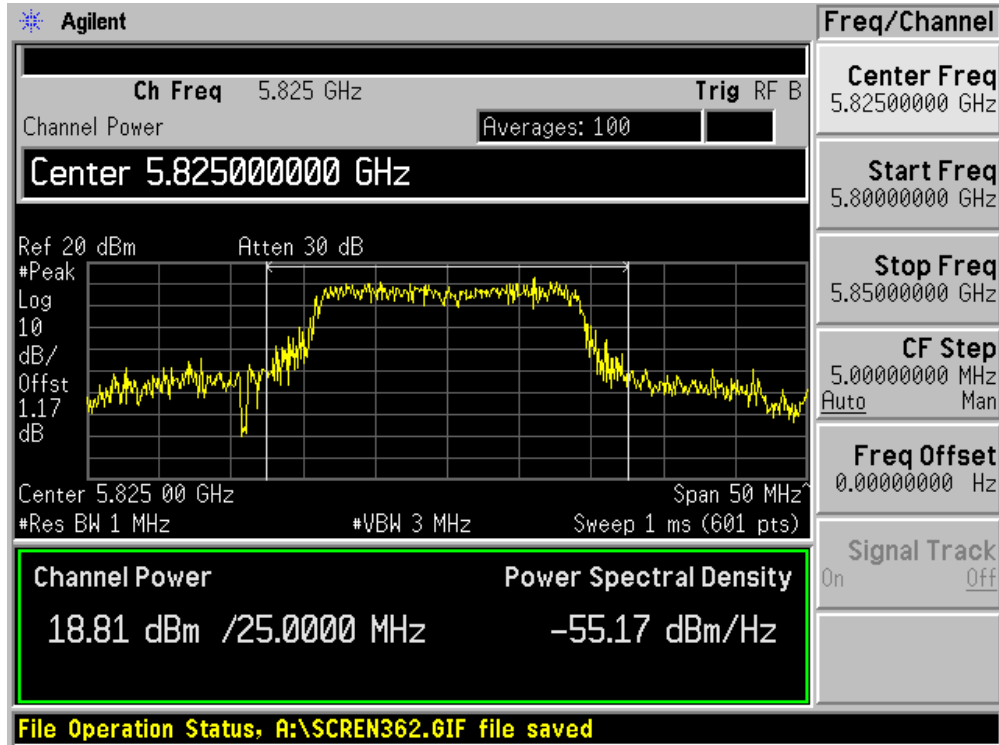 Agilent
Freq/Channel
Ch Freq 5.825 GHz Trig RF B
Channel Power Averages: 100
Center 5.825000000 GHz
Ref 20 dBm Atten 30 dB
#Peak
Log
10
dB/
Offst
1.17
dB
Center 5.825 00 GHz Span 50 MHz^
#Res BW 1 MHz #VBW 3 MHz Sweep 1 ms (601 pts)
Channel Power Power Spectral Density
18.81 dBm /25.0000 MHz -55.17 dBm/Hz
File Operation Status, A:\SCREN362.GIF file saved
Center Freq
5.82500000 GHz
Start Freq
5.80000000 GHz
Stop Freq
5.85000000 GHz
CF Step
5.00000000 MHz
Auto Man
Freq Offset
0.00000000 Hz
Signal Track
On Off